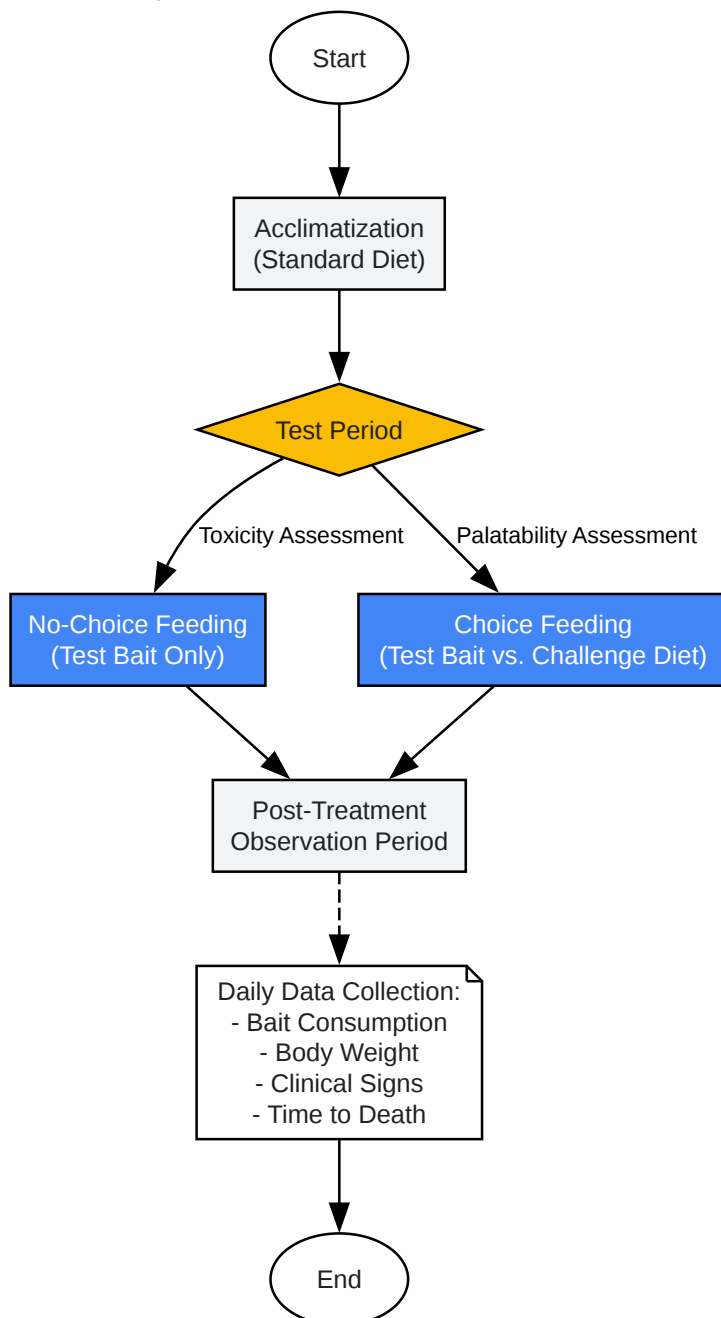 Start
Acclimatization
(Standard Diet)
Test Period
Toxicity Assessment
Palatability Assessment
No-Choice Feeding
(Test Bait Only)
Choice Feeding
(Test Bait vs. Challenge Diet)
Post-Treatment
Observation Period
Daily Data Collection:
- Bait Consumption
- Body Weight
- Clinical Signs
- Time to Death
End